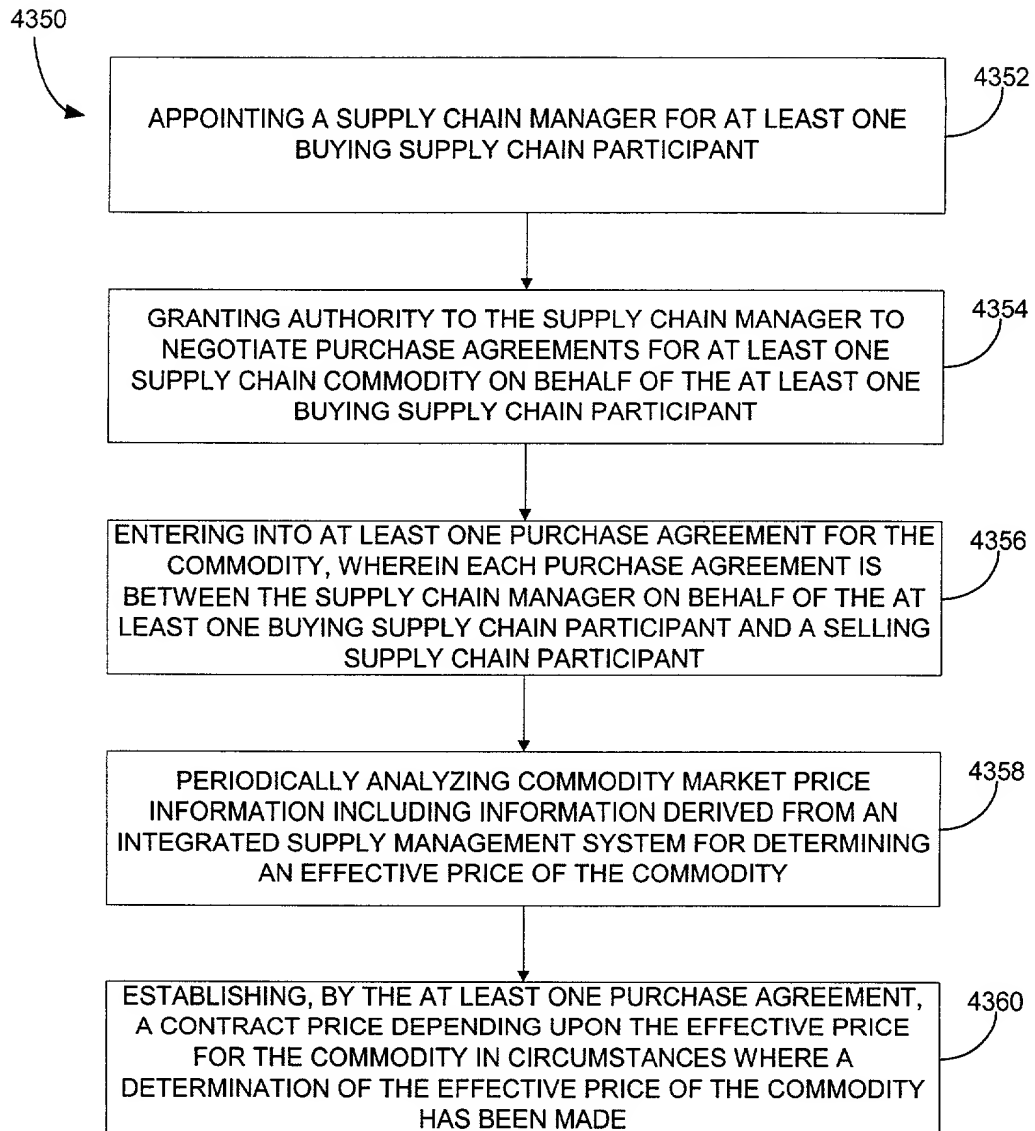 4350
4352
APPOINTING A SUPPLY CHAIN MANAGER FOR AT LEAST ONE
BUYING SUPPLY CHAIN PARTICIPANT
4354
GRANTING AUTHORITY TO THE SUPPLY CHAIN MANAGER TO
NEGOTIATE PURCHASE AGREEMENTS FOR AT LEAST ONE
SUPPLY CHAIN COMMODITY ON BEHALF OF THE AT LEAST ONE
BUYING SUPPLY CHAIN PARTICIPANT
4356
ENTERING INTO AT LEAST ONE PURCHASE AGREEMENT FOR THE
COMMODITY, WHEREIN EACH PURCHASE AGREEMENT IS
BETWEEN THE SUPPLY CHAIN MANAGER ON BEHALF OF THE AT
LEAST ONE BUYING SUPPLY CHAIN PARTICIPANT AND A SELLING
SUPPLY CHAIN PARTICIPANT
4358
PERIODICALLY ANALYZING COMMODITY MARKET PRICE
INFORMATION INCLUDING INFORMATION DERIVED FROM AN
INTEGRATED SUPPLY MANAGEMENT SYSTEM FOR DETERMINING
AN EFFECTIVE PRICE OF THE COMMODITY
4360
ESTABLISHING, BY THE AT LEAST ONE PURCHASE AGREEMENT,
A CONTRACT PRICE DEPENDING UPON THE EFFECTIVE PRICE
FOR THE COMMODITY IN CIRCUMSTANCES WHERE A
DETERMINATION OF THE EFFECTIVE PRICE OF THE COMMODITY
HAS BEEN MADE